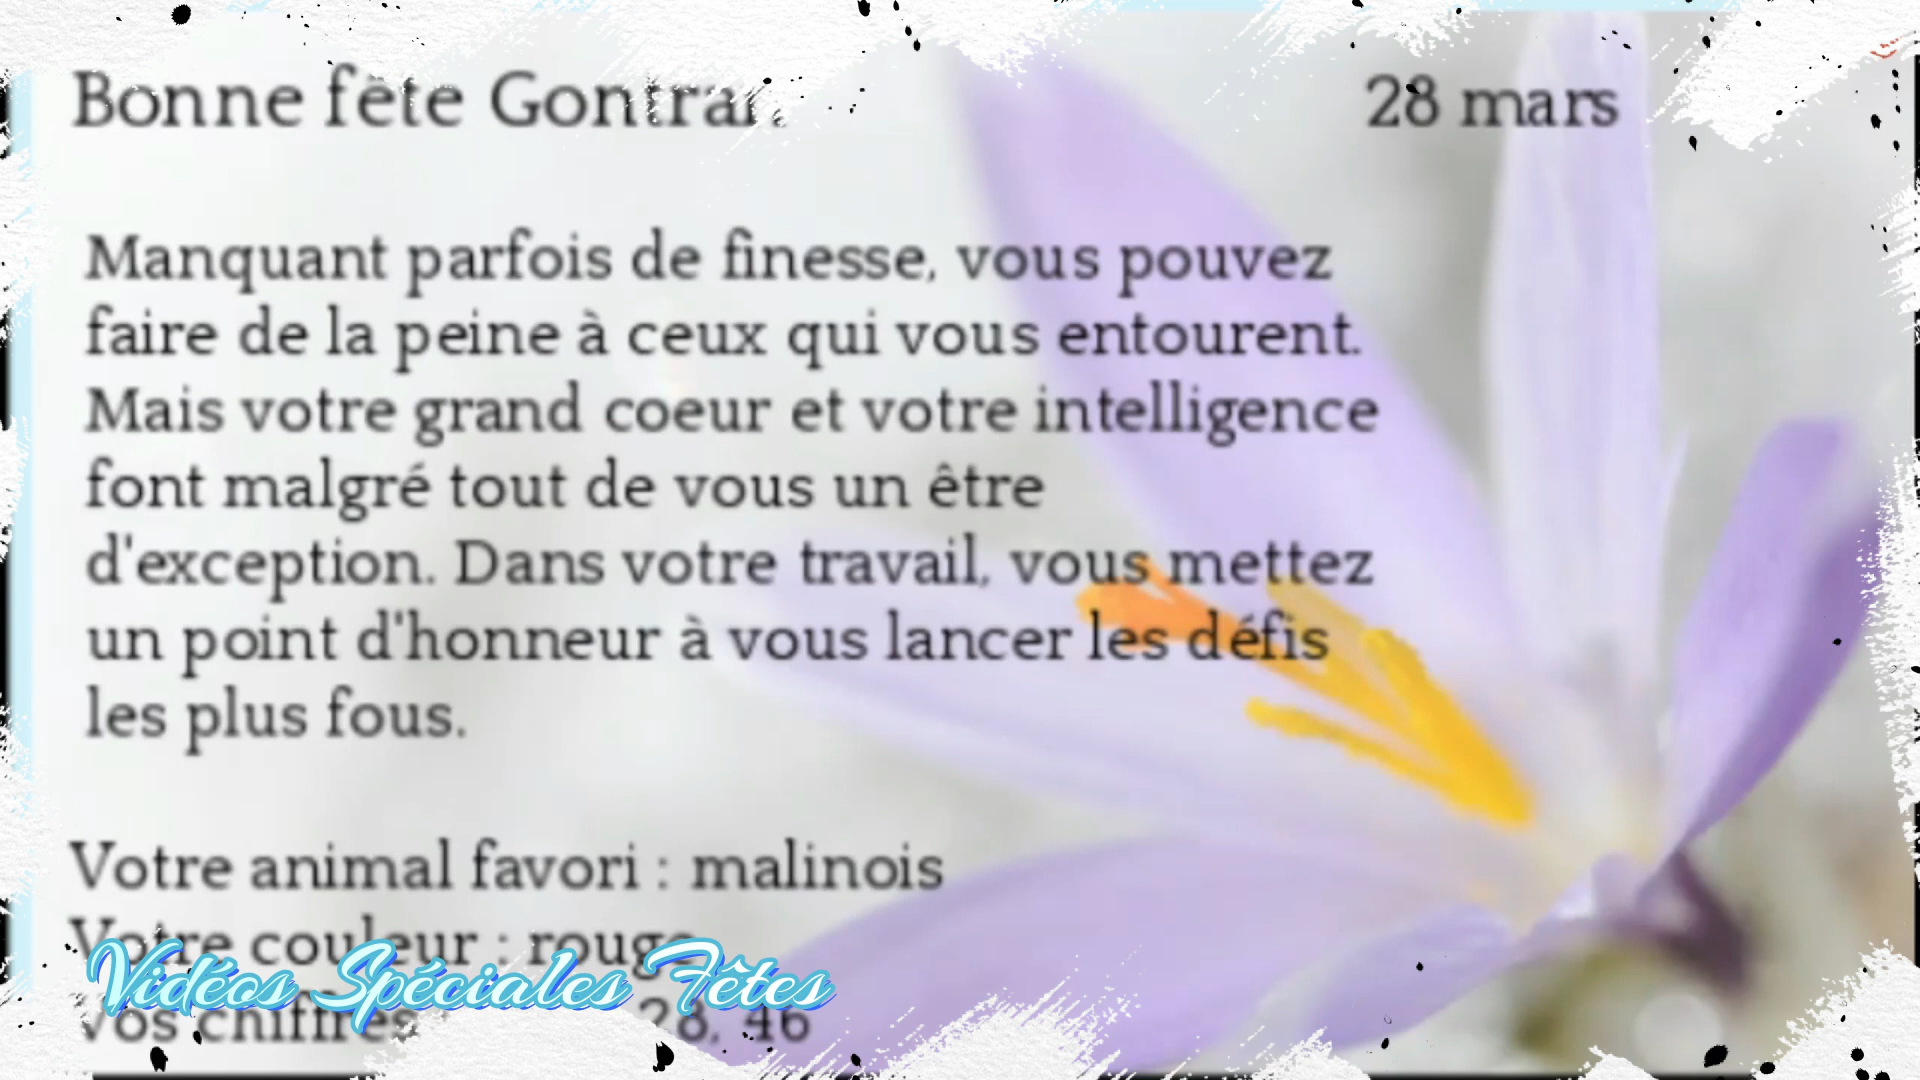 Bonne fête Gontran
28 mars
Manquant parfois de finesse, vous pouvez
faire de la peine à ceux qui vous entourent.
Mais votre grand coeur et votre intelligence
font malgré tout de vous un être
d'exception. Dans votre travail, vous mettez
un point d'honneur à vous lancer les défis
les plus fous.
Votre animal favori : malinois
Votre couleur : rouge
Vidéos Spéciales Fêtes
Vos chiffres 28, 46